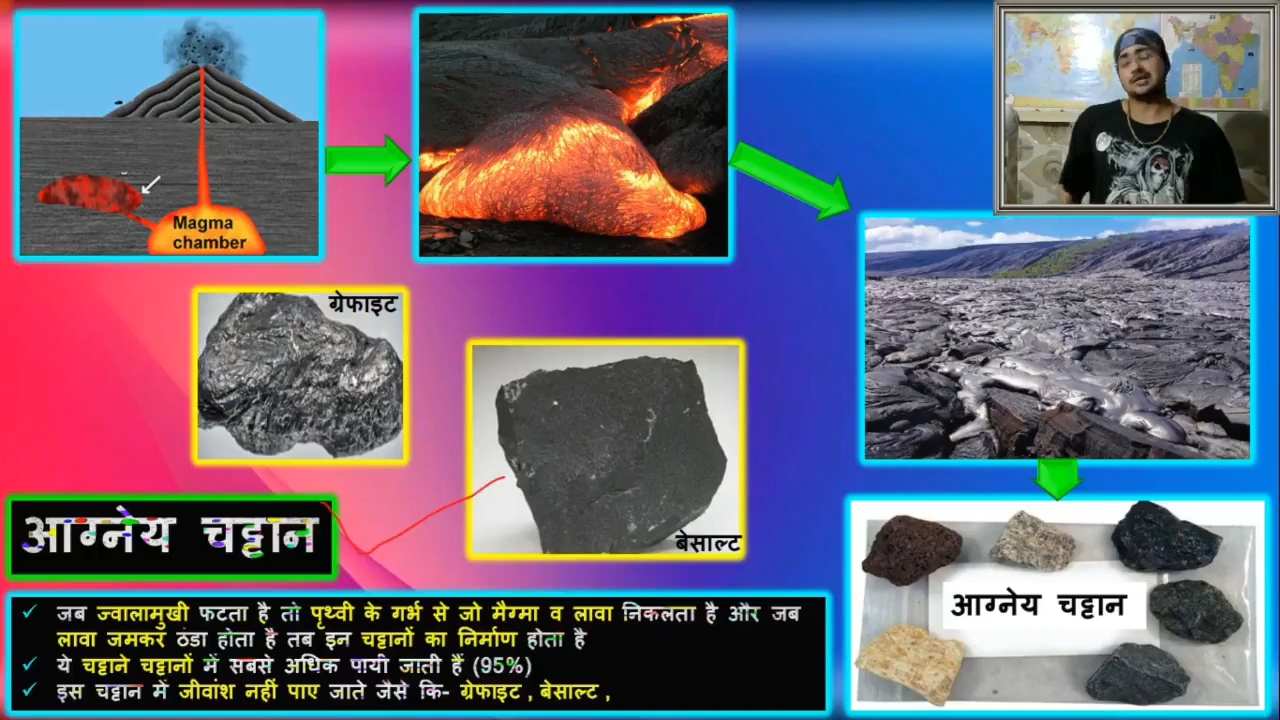 Magma
chamber
ग्रेफाइट
बेसाल्ट
आग्नेय चट्टान
आग्नेय चट्टान
जब ज्वालामुखी फटता है तो पृथ्वी के गर्भ से जो मैग्मा व लावा निकलता है और जब
लावा जमकर ठंडा होता है तब इन चट्टानों का निर्माण होता है
ये चट्टाने चट्टानों में सबसे अधिक पायी जाती हैं (95%)
इस चट्टान में जीवांश नहीं पाए जाते जैसे कि- ग्रेफाइट , बेसाल्ट ,